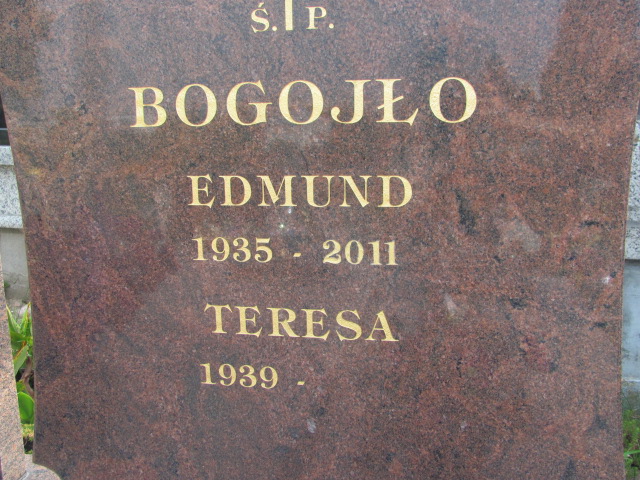 Ś.†P.
BOGOJŁO
EDMUND
1935 - 2011
TERESA
1939 -